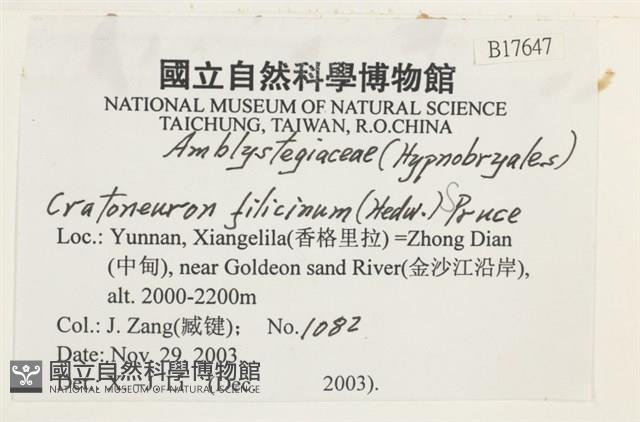 B17647
國立自然科學博物館
NATIONAL MUSEUM OF NATURAL SCIENCE
TAICHUNG, TAIWAN, R.O.CHINA
Amblystegiaceae (Hypnobryales)
Cratoneuron filicinum (Hedw.) Spruce
Loc.: Yunnan, Xiangelila(香格里拉) =Zhong Dian
(中甸), near Goldeon sand River(金沙江沿岸),
alt. 2000-2200m
Col.: J. Zang(臧键); No. 1082
Date: Nov. 29, 2003
國立自然科學博物館
NATIONAL MUSEUM OF NATURAL SCIENCE
(Dec. 2003).